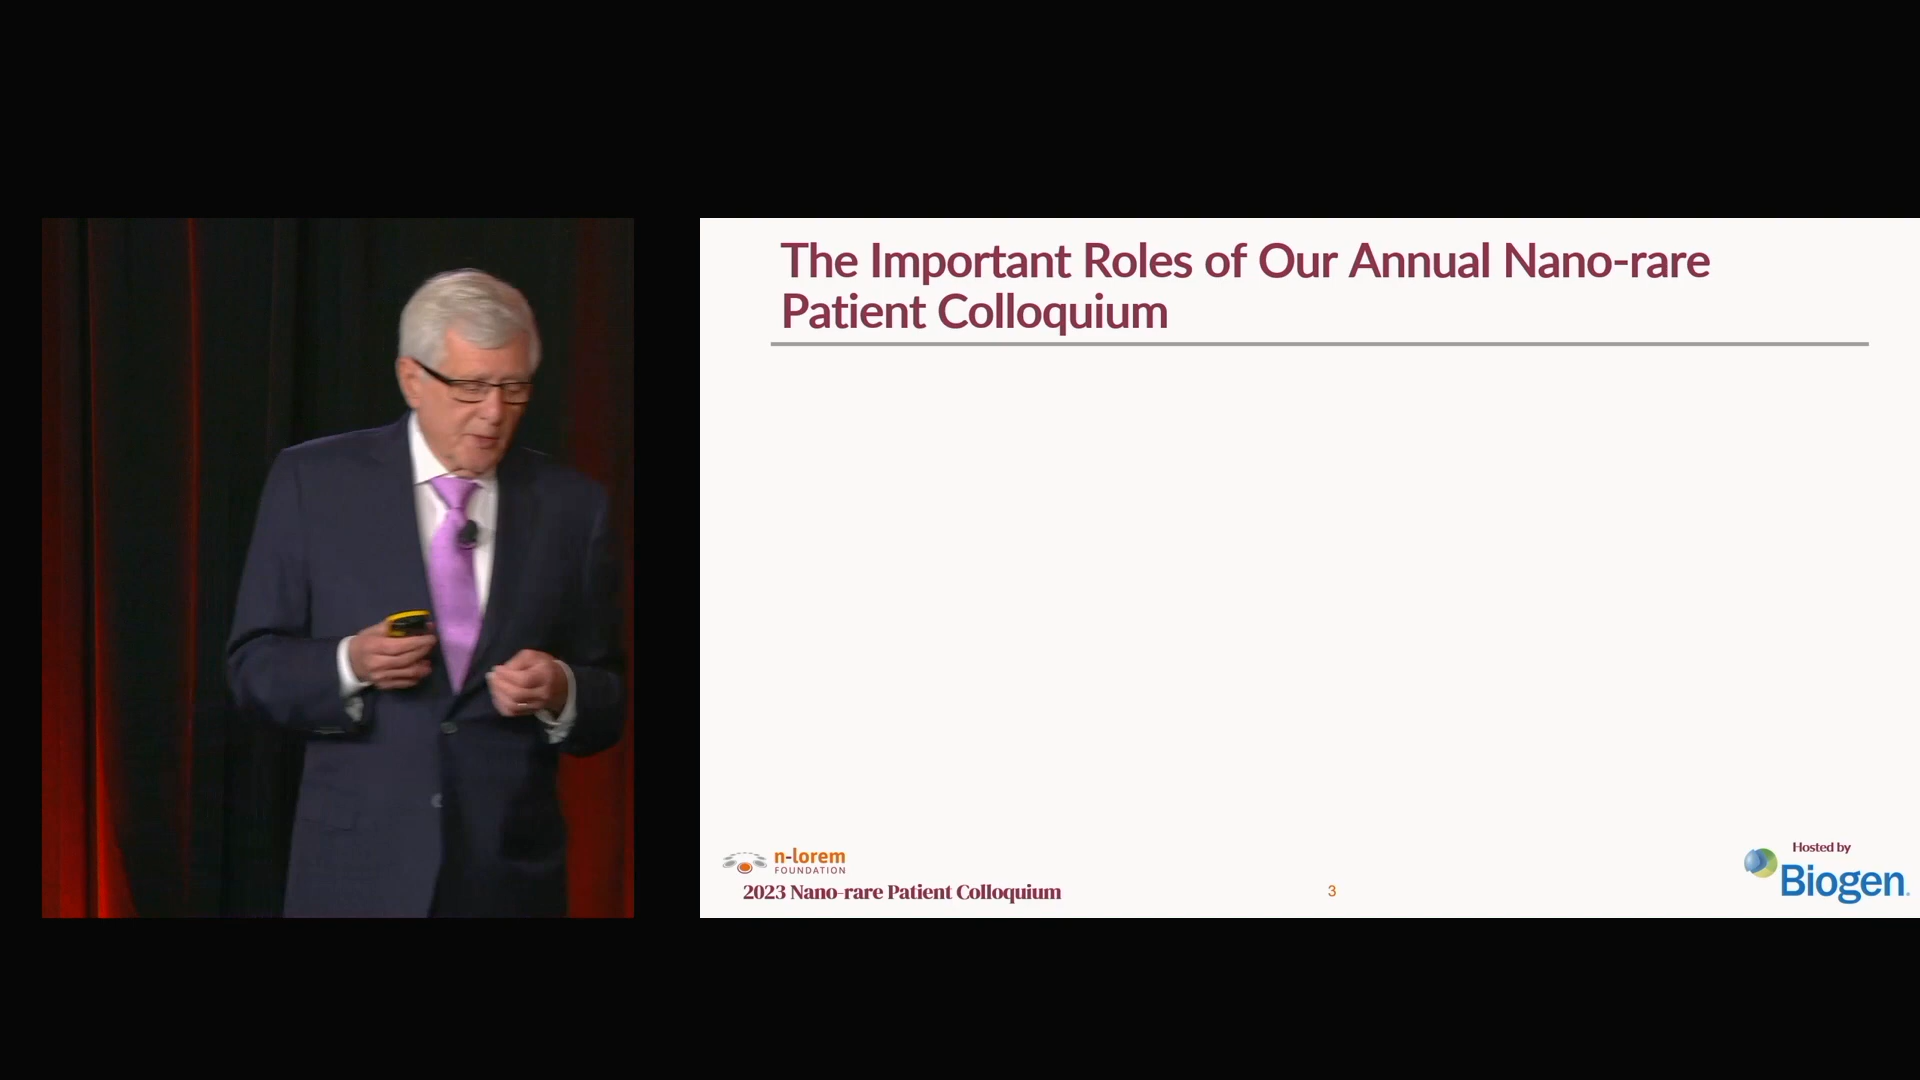 The Important Roles of Our Annual Nano-rare
Patient Colloquium
n-lorem
FOUNDATION
2023 Nano-rare Patient Colloquium
3
Hosted by
Biogen.